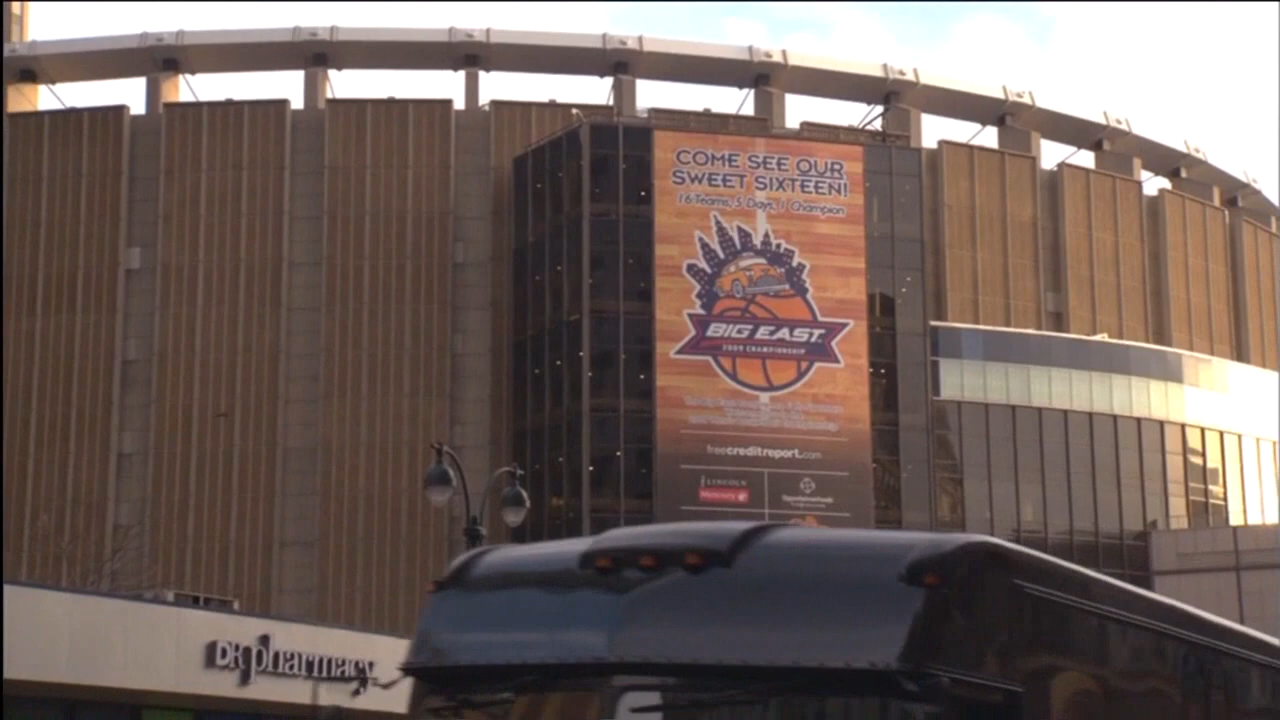 COME SEE OUR
SWEET SIXTEEN!
16 Teams, 5 Days, 1 Champion
BIG EAST
2009 CHAMPIONSHIP
freecreditreport.com
LINCOLN
Mercury
OppenheimerFunds
DR pharmacy